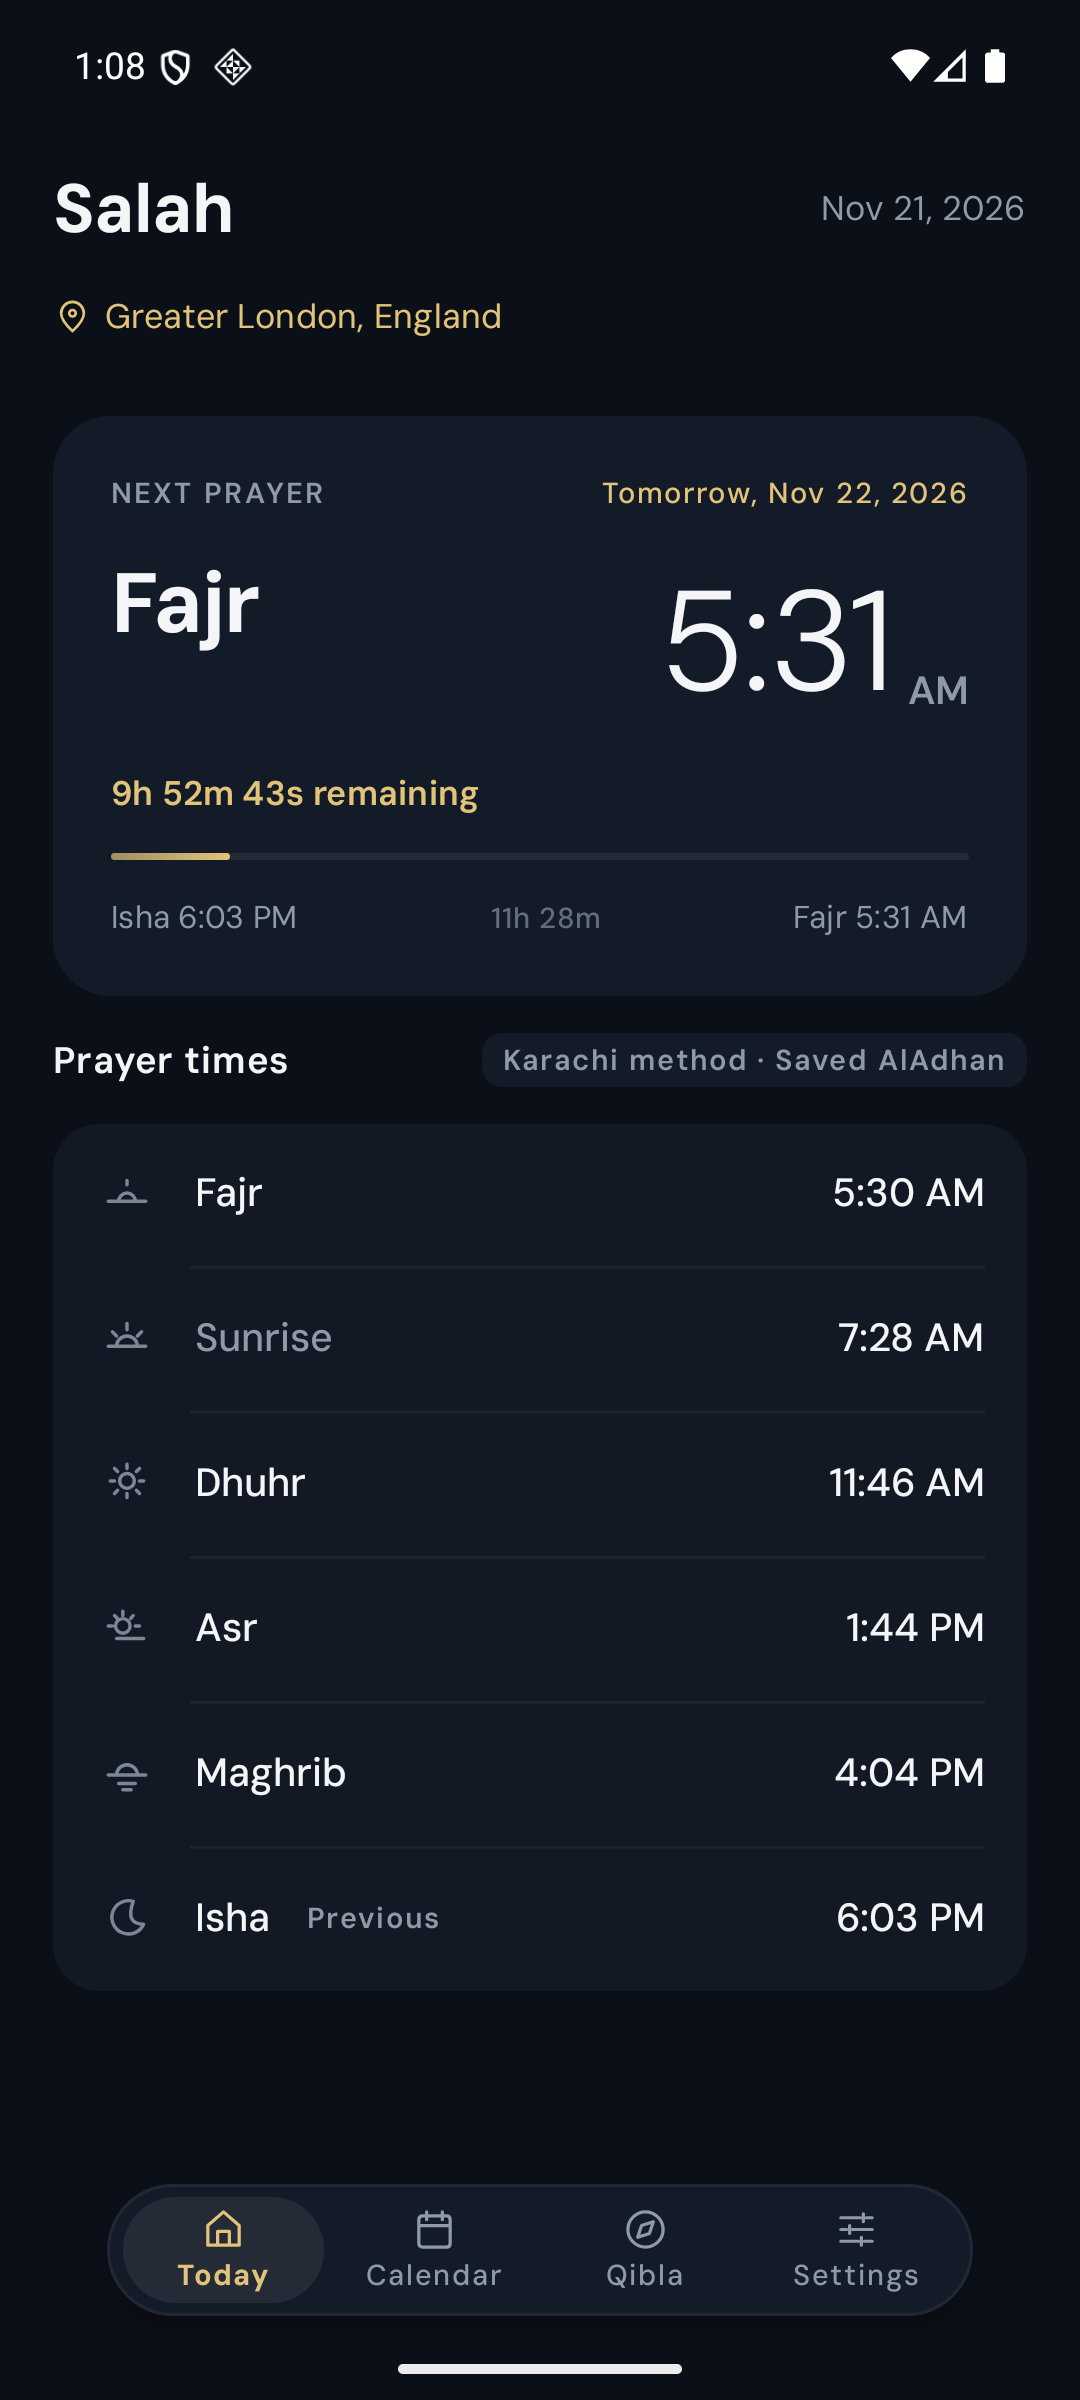 1:08
Salah
Nov 21, 2026
Greater London, England
NEXT PRAYER
Tomorrow, Nov 22, 2026
Fajr
5:31 AM
9h 52m 43s remaining
Isha 6:03 PM
11h 28m
Fajr 5:31 AM
Prayer times
Karachi method · Saved AlAdhan
Fajr
5:30 AM
Sunrise
7:28 AM
Dhuhr
11:46 AM
Asr
1:44 PM
Maghrib
4:04 PM
Isha Previous
6:03 PM
Today
Calendar
Qibla
Settings